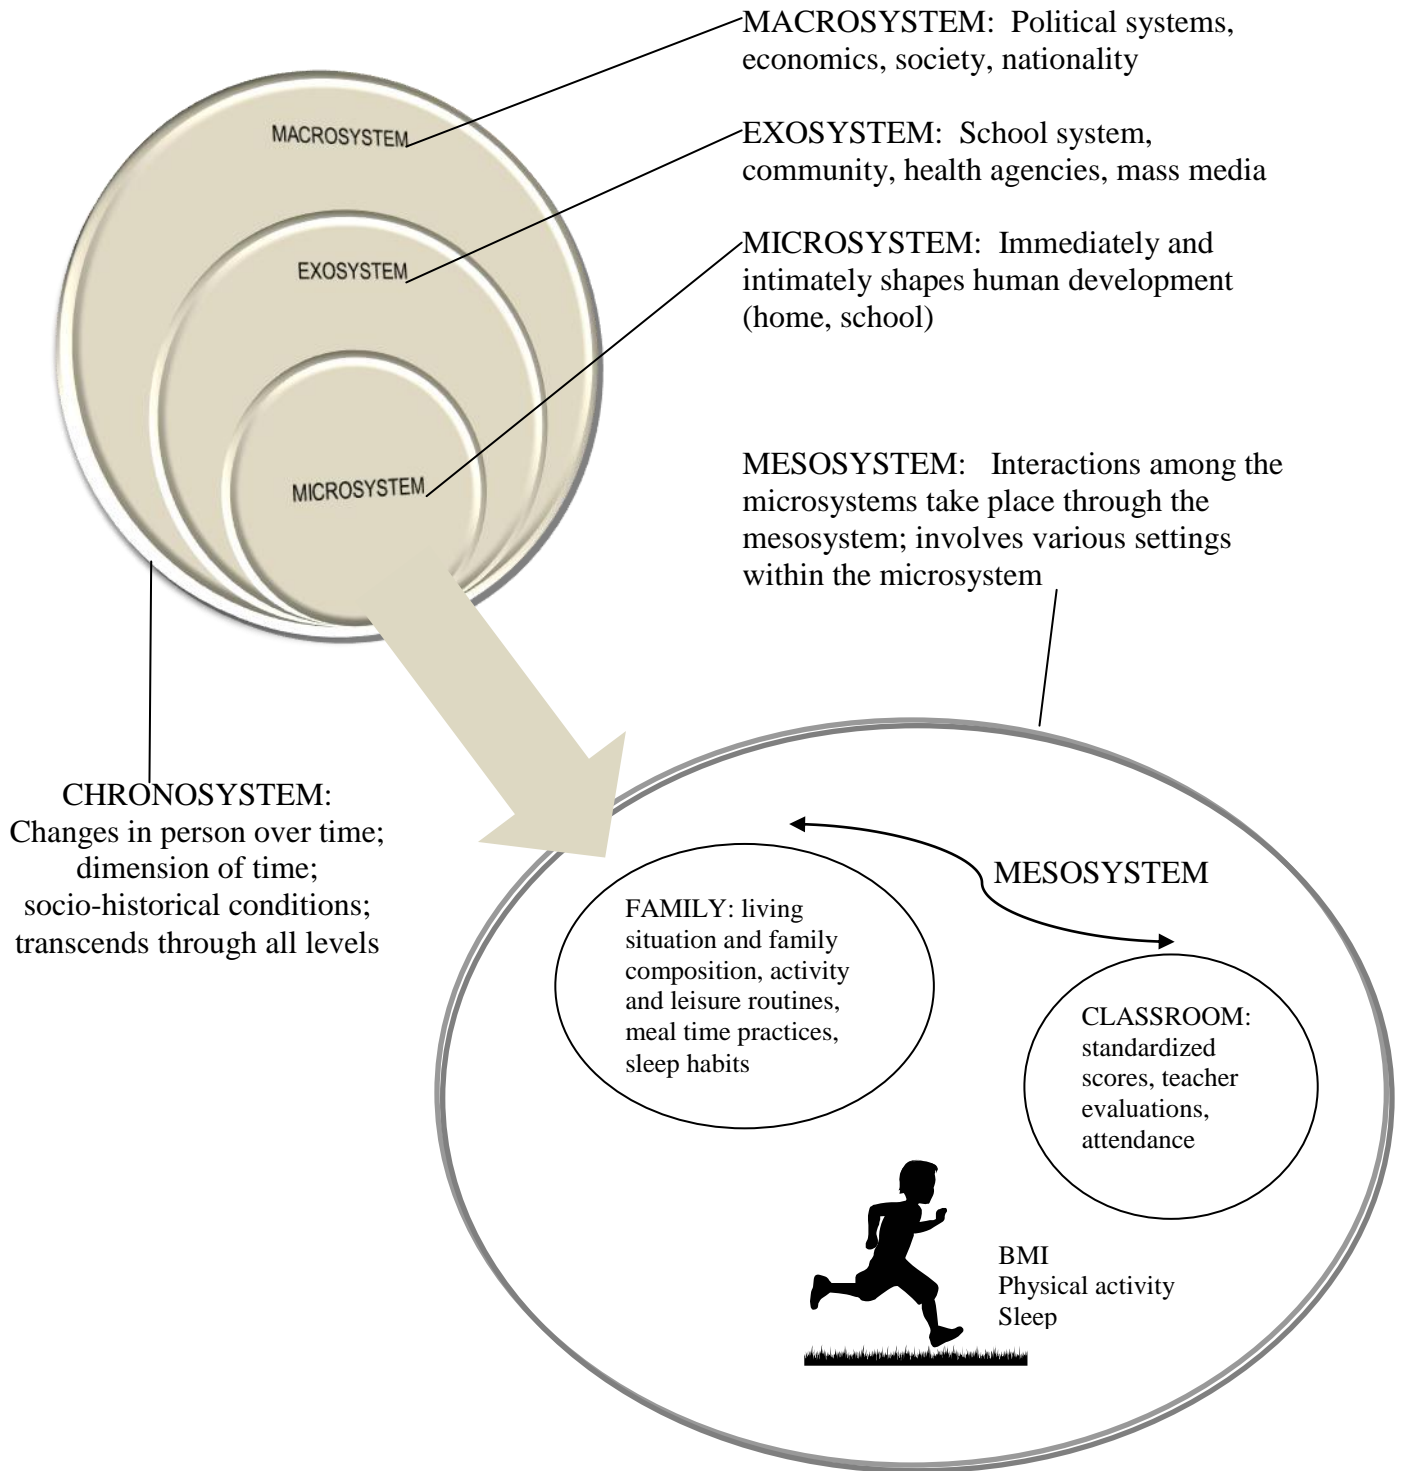 MACROSYSTEM: Political systems,
economics, society, nationality
MACROSYSTEM
EXOSYSTEM: School system,
community, health agencies, mass media
EXOSYSTEM
MICROSYSTEM: Immediately and
intimately shapes human development
(home, school)
MICROSYSTEM
MESOSYSTEM: Interactions among the
microsystems take place through the
mesosystem; involves various settings
within the microsystem
CHRONOSYSTEM:
Changes in person over time;
dimension of time;
socio-historical conditions;
transcends through all levels
MESOSYSTEM
FAMILY: living
situation and family
composition, activity
and leisure routines,
meal time practices,
sleep habits
CLASSROOM:
standardized
scores, teacher
evaluations,
attendance
BMI
Physical activity
Sleep